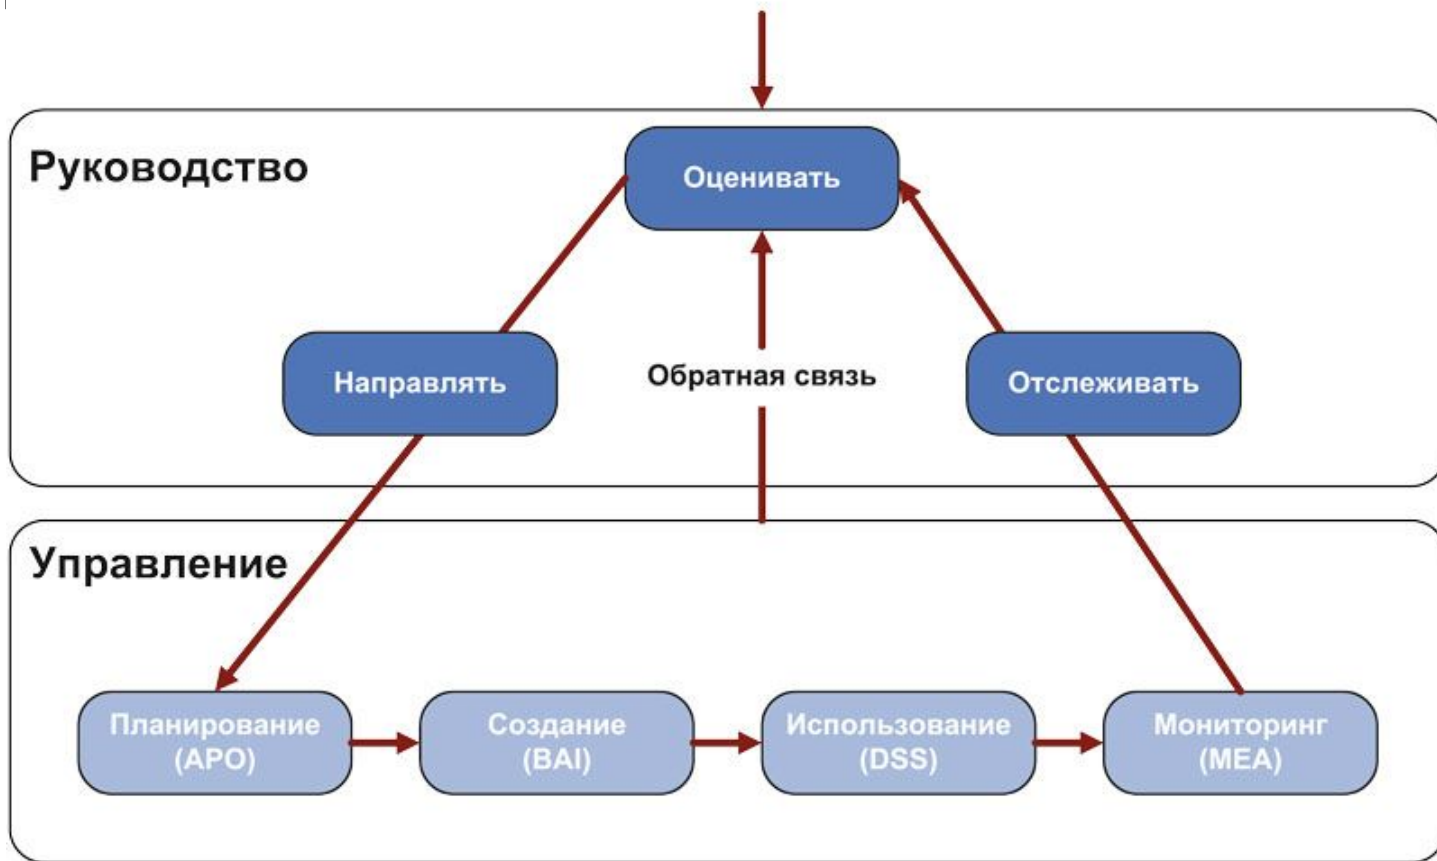 Руководство
Оценивать
Направлять
Обратная связь
Отслеживать
Управление
Планирование
(APO)
Создание
(BAI)
Использование
(DSS)
Мониторинг
(MEA)